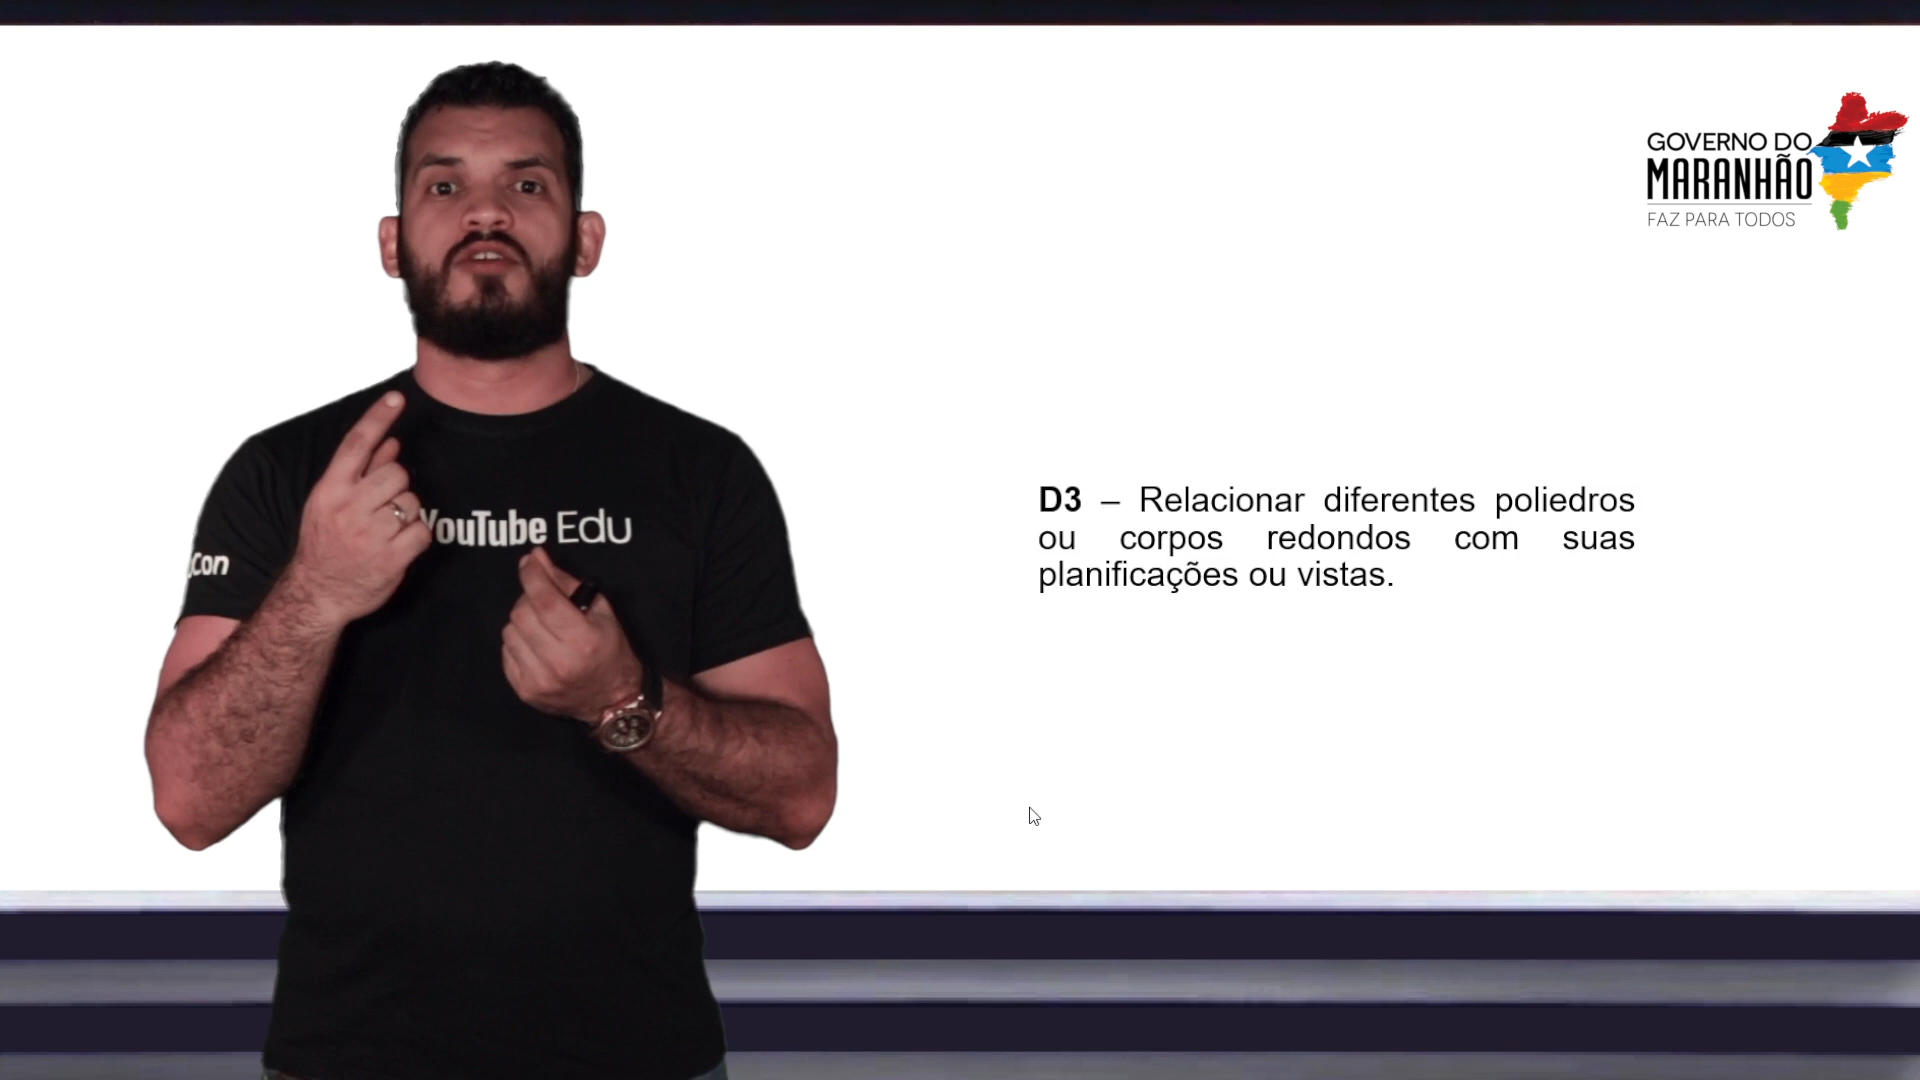 GOVERNO DO
MARANHÃO
FAZ PARA TODOS
YouTube Edu
Con
D3 – Relacionar diferentes poliedros
ou corpos redondos com suas
planificações ou vistas.